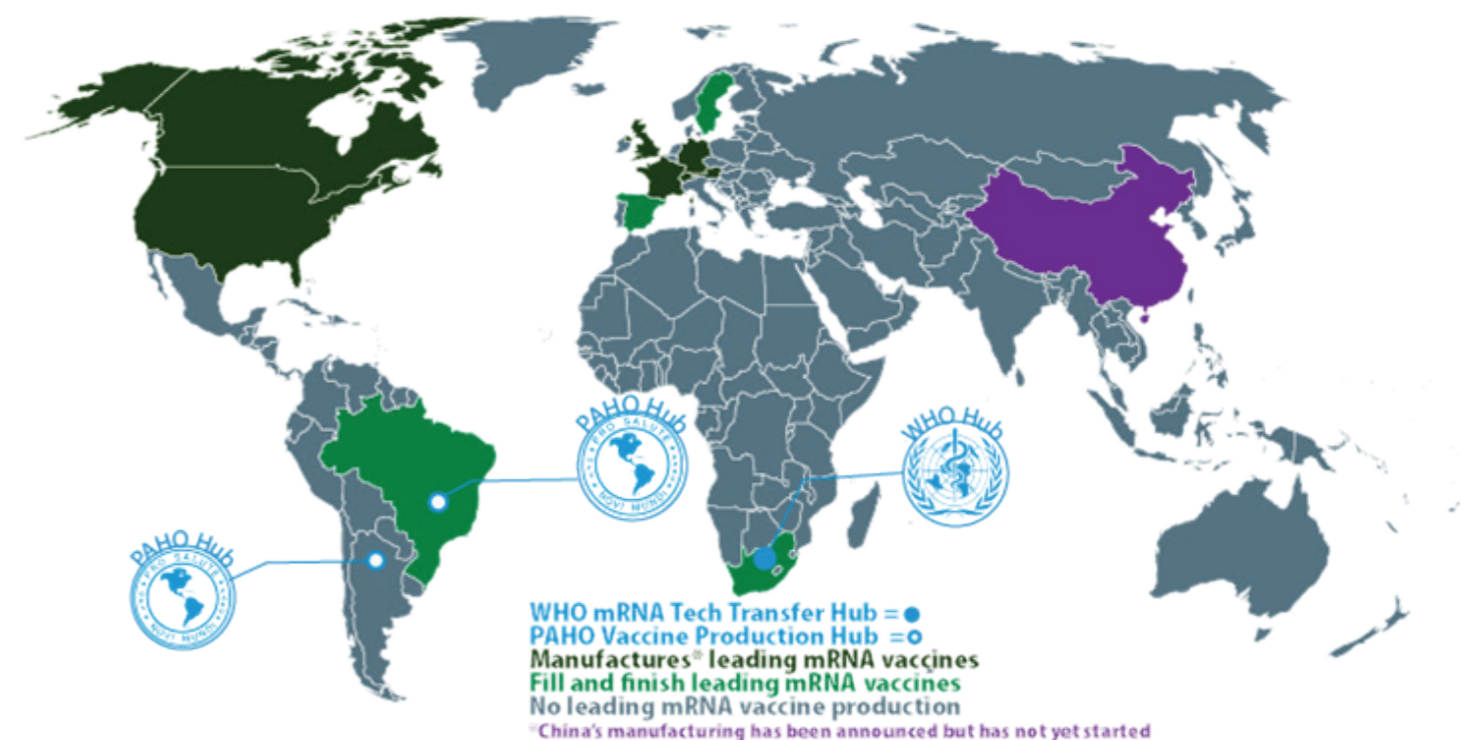 PAHO Hub
PRO SALUTE
NOVI MUNDI
WHO Hub
PAHO Hub
PRO SALUTE
NOVI MUNDI
WHO mRNA Tech Transfer Hub =
PAHO Vaccine Production Hub =
Manufactures* leading mRNA vaccines
Fill and finish leading mRNA vaccines
No leading mRNA vaccine production
*China's manufacturing has been announced but has not yet started